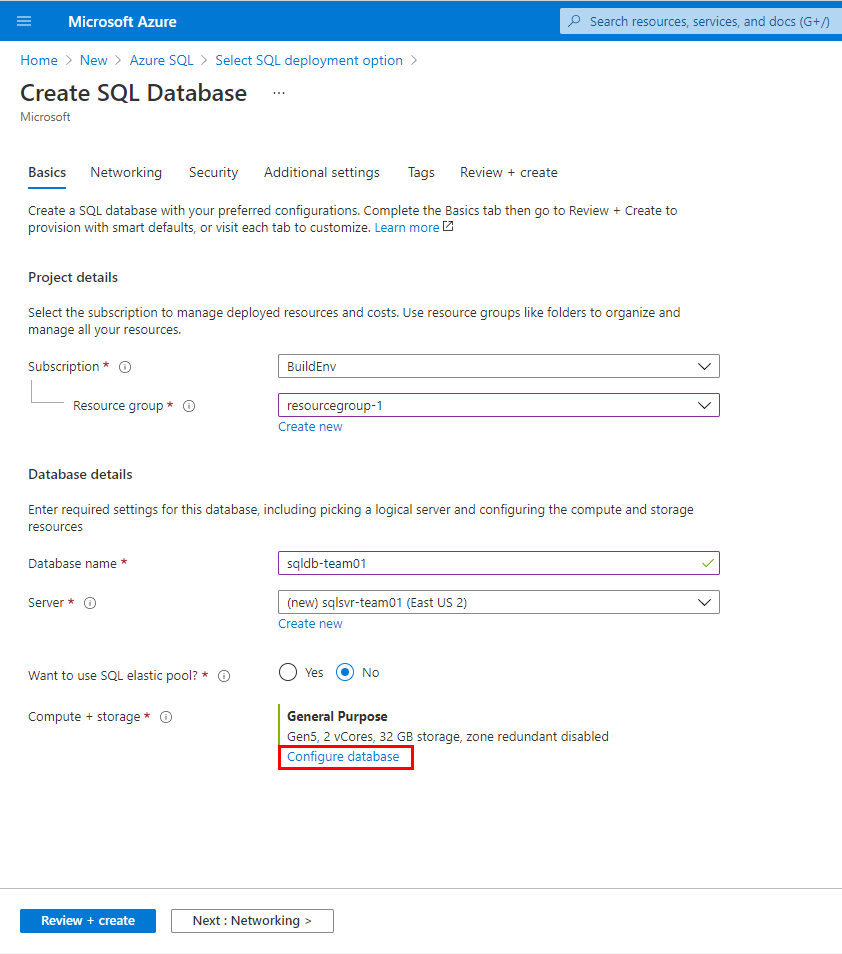 Microsoft Azure
Search resources, services, and docs (G+/)
Home > New > Azure SQL > Select SQL deployment option >
Create SQL Database ...
Microsoft
Basics Networking Security Additional settings Tags Review + create
Create a SQL database with your preferred configurations. Complete the Basics tab then go to Review + Create to
provision with smart defaults, or visit each tab to customize. Learn more
Project details
Select the subscription to manage deployed resources and costs. Use resource groups like folders to organize and
manage all your resources.
Subscription *
BuildEnv
Resource group *
resourcegroup-1
Create new
Database details
Enter required settings for this database, including picking a logical server and configuring the compute and storage
resources
Database name *
sqldb-team01
Server *
(new) sqlsvr-team01 (East US 2)
Create new
Want to use SQL elastic pool? *
Yes No
Compute + storage *
General Purpose
Gen5, 2 vCores, 32 GB storage, zone redundant disabled
Configure database
Review + create
Next : Networking >